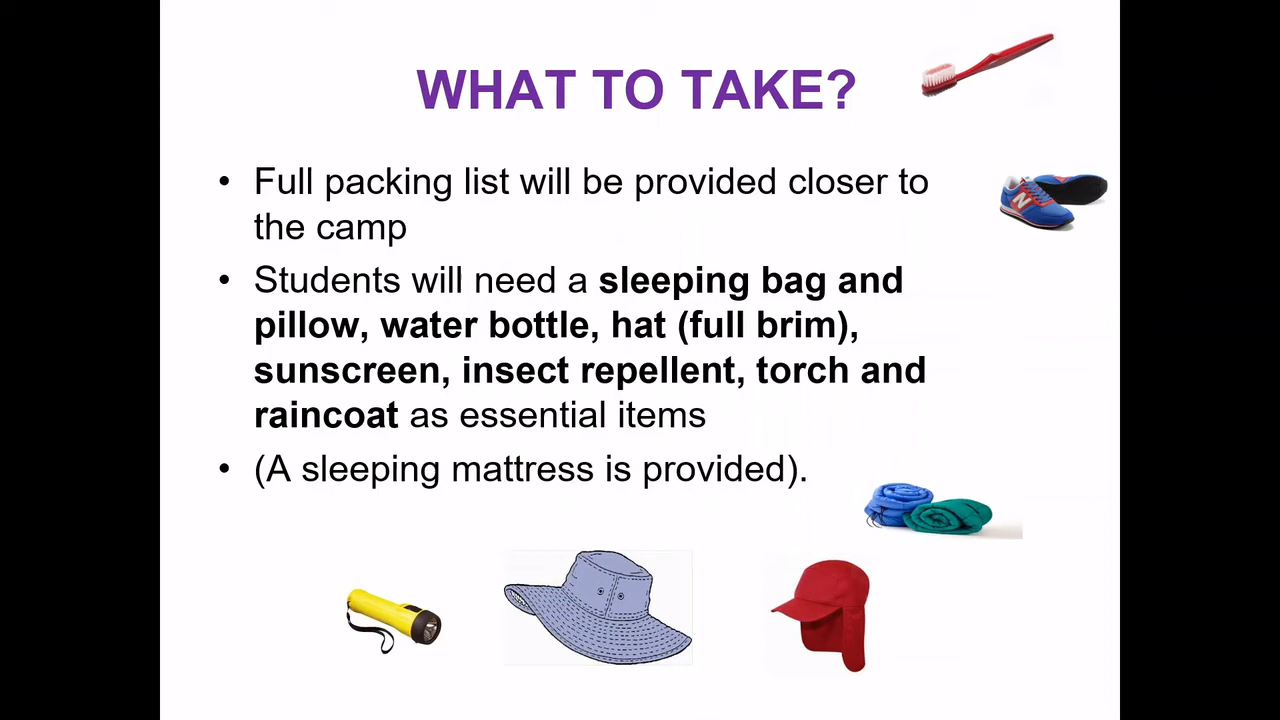 WHAT TO TAKE?
• Full packing list will be provided closer to
the camp
• Students will need a sleeping bag and
pillow, water bottle, hat (full brim),
sunscreen, insect repellent, torch and
raincoat as essential items
• (A sleeping mattress is provided).
N